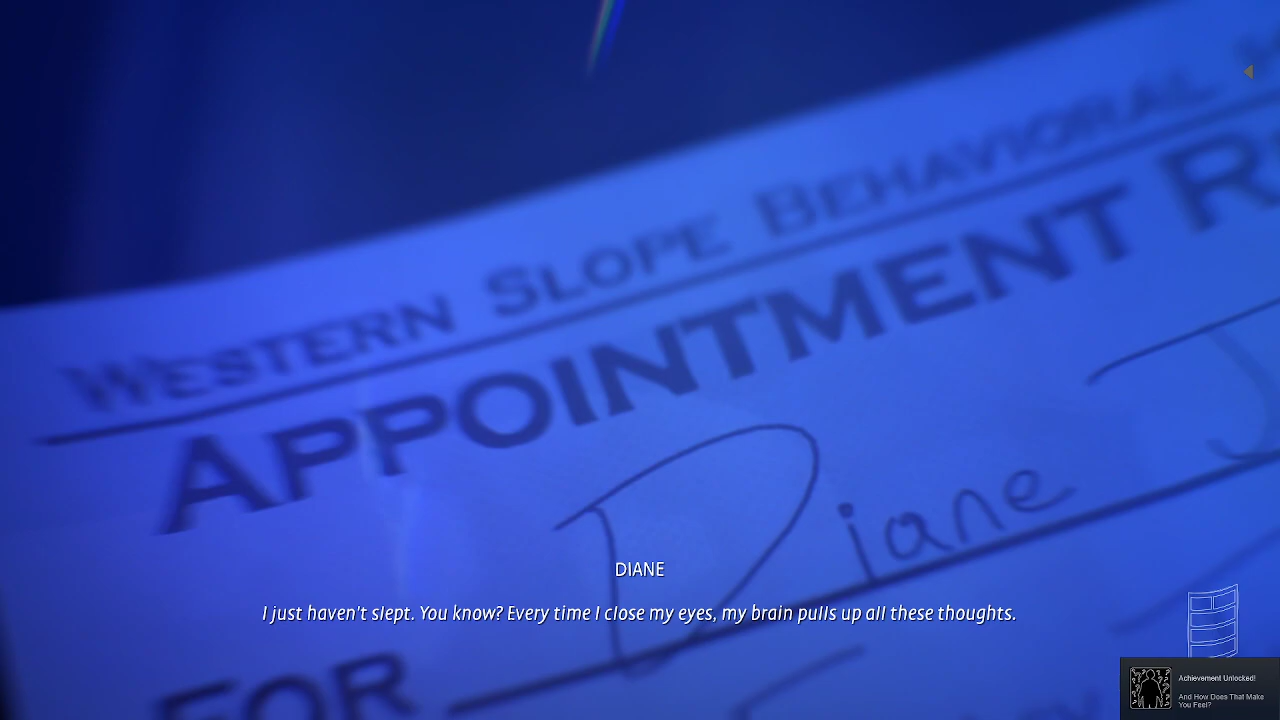 WESTERN SLOPE BEHAVIORAL
APPOINTMENT
Diane J
FOR
DIANE
I just haven't slept. You know? Every time I close my eyes, my brain pulls up all these thoughts.
Achievement Unlocked!
And How Does That Make
You Feel?